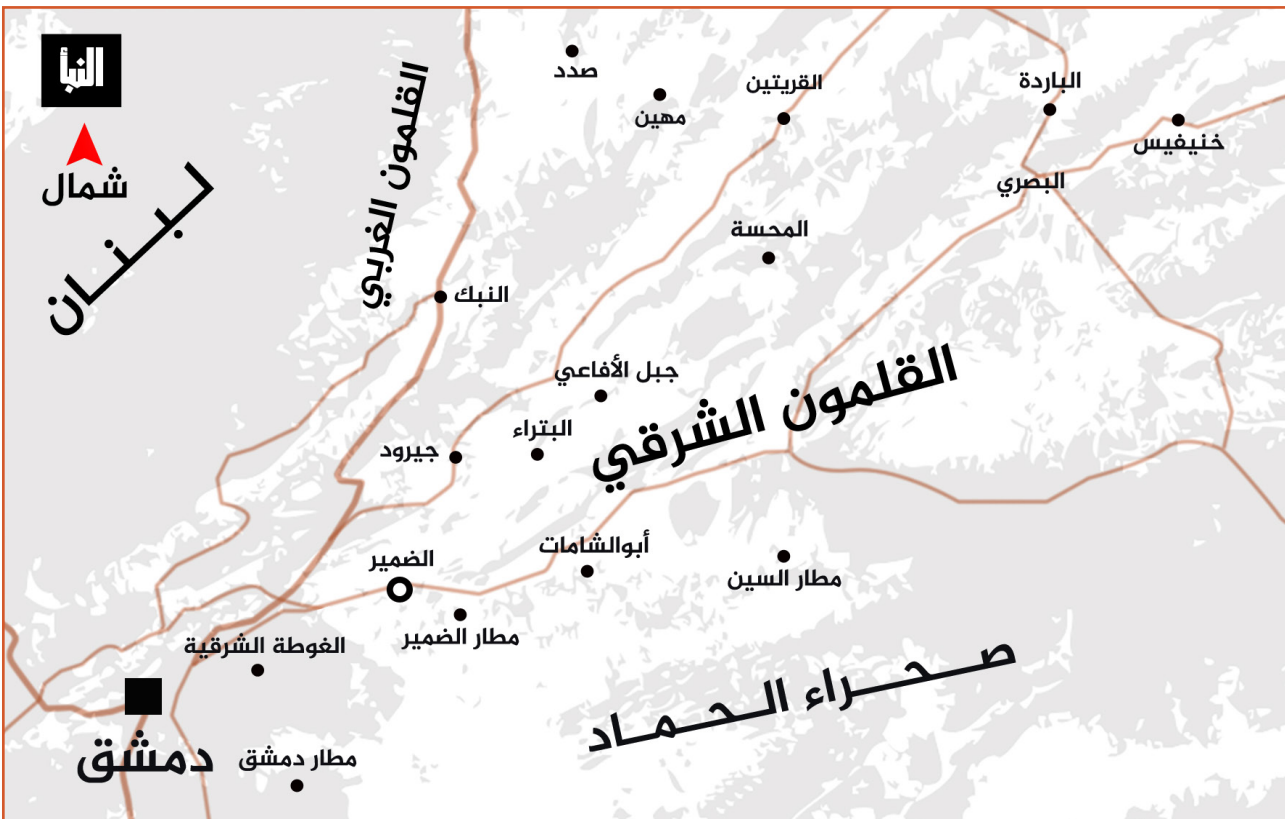 النبأ
شمال
لبنان
القلمون الغربي
صدد
مهين
القريتين
الباردة
خنيفيس
البصري
المحسة
النبك
جبل الأفاعي
البتراء
جيرود
القلمون الشرقي
أبوالشامات
مطار السين
الضمير
مطار الضمير
الغوطة الشرقية
دمشق
مطار دمشق
صحراء الحماد